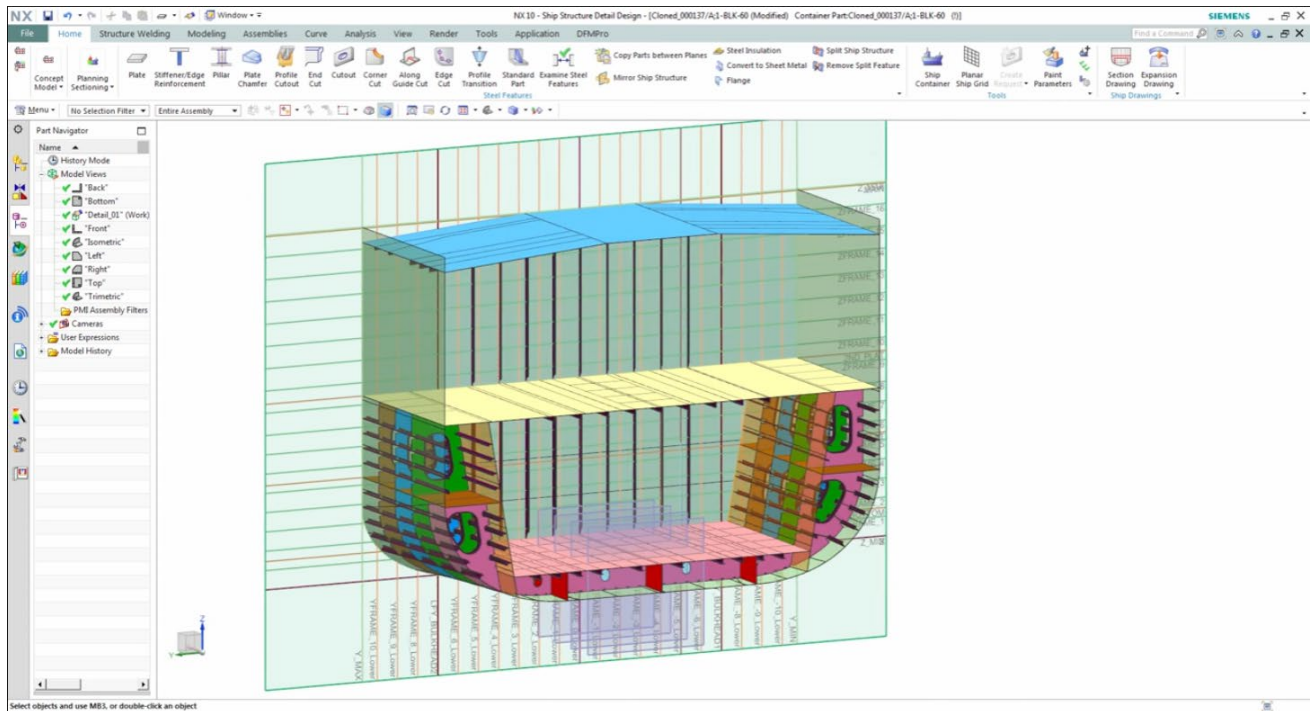 NX Window NX 10 - Ship Structure Detail Design - [Cloned_000137/A;1-BLK-60 (Modified) Container Part:Cloned_000137/A;1-BLK-60 (!)] SIEMENS
File Home Structure Welding Modeling Assemblies Curve Analysis View Render Tools Application DFMPro Find a Command
Concept Model Planning Sectioning Plate Stiffener/Edge Reinforcement Pillar Plate Chamfer Profile Cutout End Cut Cutout Corner Cut Along Guide Cut Edge Cut Profile Transition Standard Part Examine Steel Features
Copy Parts between Planes Steel Insulation Split Ship Structure
Mirror Ship Structure Convert to Sheet Metal Remove Split Feature
Flange
Ship Container Planar Ship Grid Create Request Paint Parameters Section Drawing Expansion Drawing
Steel Features Tools Ship Drawings
Menu No Selection Filter Entire Assembly
Part Navigator
Name
History Mode
Model Views
"Back"
"Bottom"
"Detail_01" (Work)
"Front"
"Isometric"
"Left"
"Right"
"Top"
"Trimetric"
PMI Assembly Filters
Cameras
User Expressions
Model History
Z_MIN
Y_MAX
YFRAME_10_Lower
YFRAME_9_Lower
YFRAME_8_Lower
YFRAME_6_Lower
YFRAME_5_Lower
YFRAME_4_Lower
YFRAME_3_Lower
Y_MIN
Z
Y
Select objects and use MB3, or double-click an object